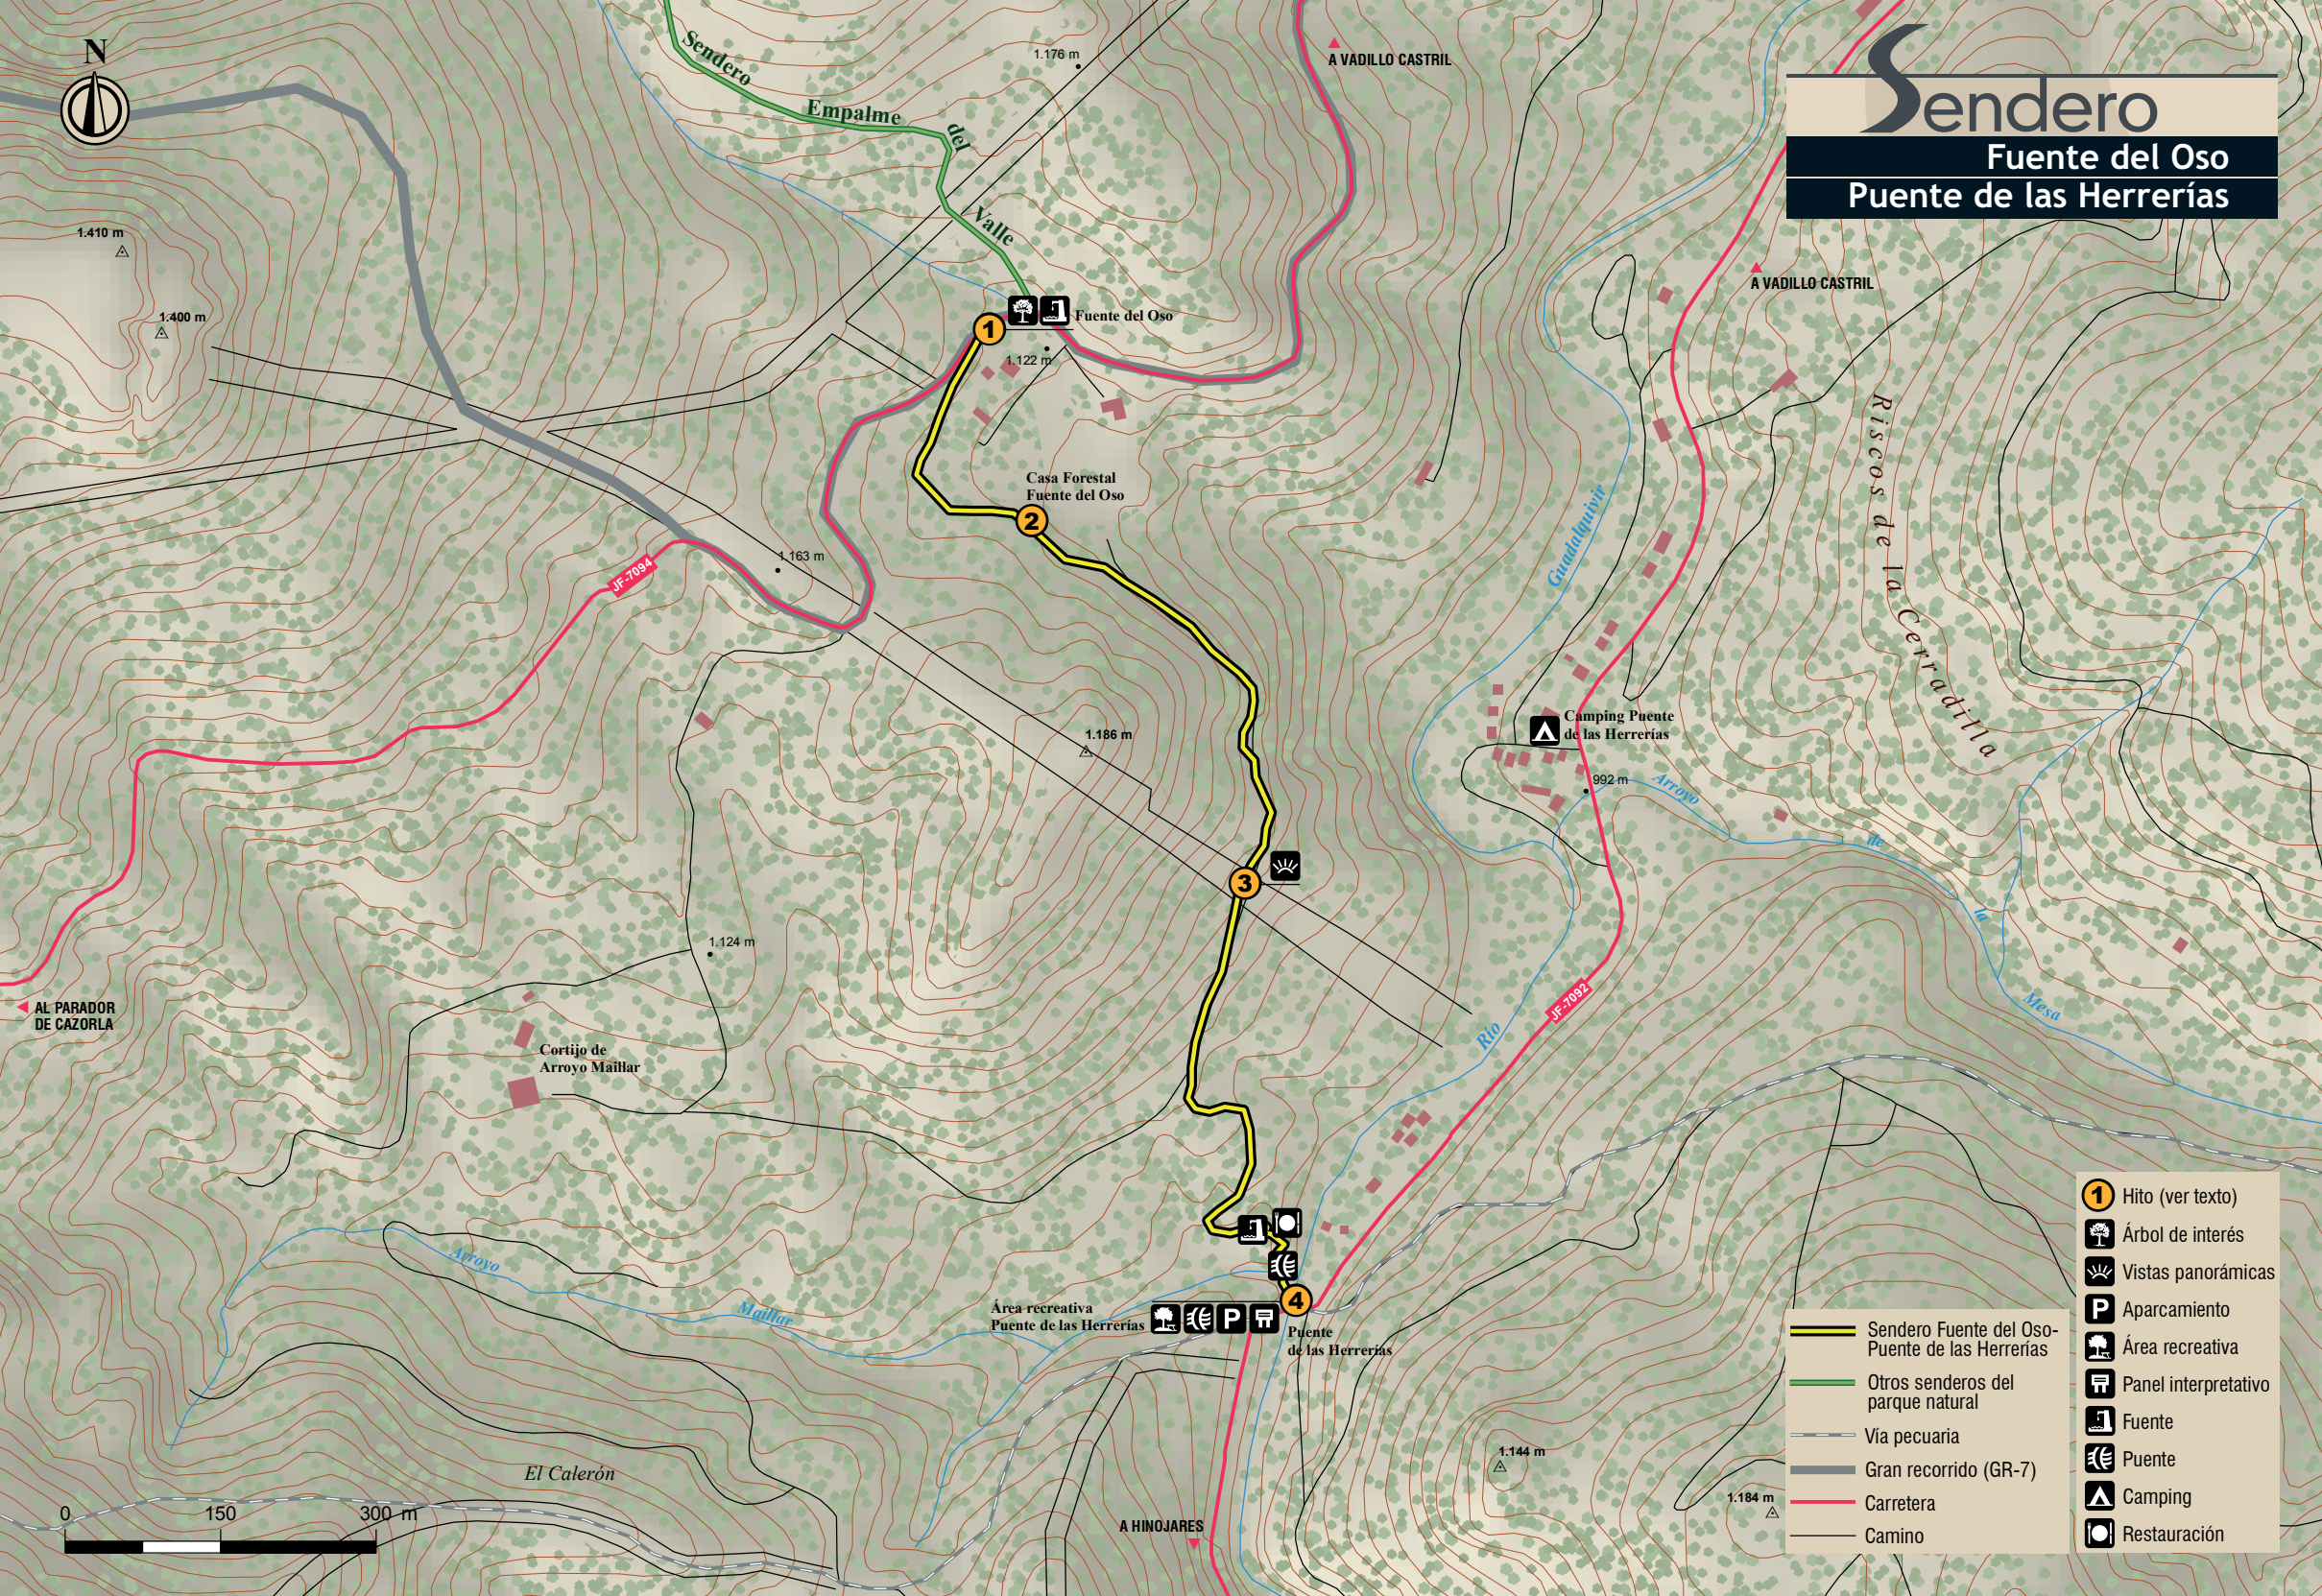 N
Sendero
Fuente del Oso
Puente de las Herrerías
Sendero Empalme del Valle
1.176 m
A VADILLO CASTRIL
A VADILLO CASTRIL
1.410 m
1.400 m
1
Fuente del Oso
1.122 m
Casa Forestal
Fuente del Oso
2
1.163 m
JF-7094
Guadalquivir
Riscos de la Cerradilla
1.186 m
Camping Puente
de las Herrerías
992 m
Arroyo de la Mesa
3
1.124 m
AL PARADOR
DE CAZORLA
JF-7092
Río
Cortijo de
Arroyo Maillar
Arroyo Maillar
Área recreativa
Puente de las Herrerías
P
4
Puente
de las Herrerías
El Calerón
0 150 300 m
A HINOJARES
1.144 m
1.184 m
Sendero Fuente del Oso-
Puente de las Herrerías
Otros senderos del
parque natural
Vía pecuaria
Gran recorrido (GR-7)
Carretera
Camino
1 Hito (ver texto)
Árbol de interés
Vistas panorámicas
P Aparcamiento
Área recreativa
Panel interpretativo
Fuente
Puente
Camping
Restauración